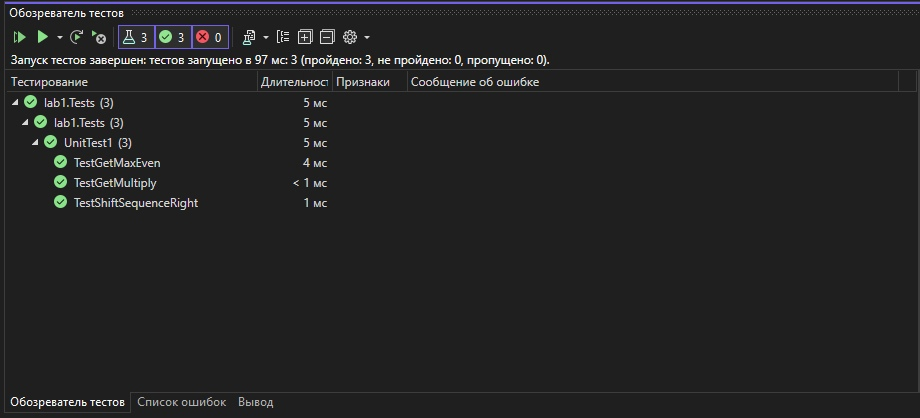 Обозреватель тестов
3 3 0
Запуск тестов завершен: тестов запущено в 97 мс: 3 (пройдено: 3, не пройдено: 0, пропущено: 0).
Тестирование Длительност Признаки Сообщение об ошибке
lab1.Tests (3) 5 мс
lab1.Tests (3) 5 мс
UnitTest1 (3) 5 мс
TestGetMaxEven 4 мс
TestGetMultiply < 1 мс
TestShiftSequenceRight 1 мс
Обозреватель тестов Список ошибок Вывод